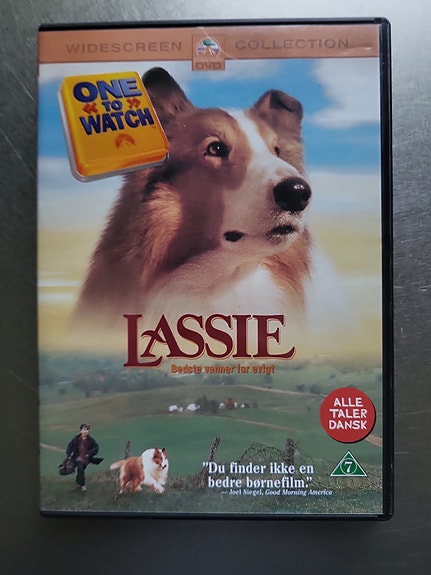 WIDESCREEN DVD COLLECTION
ONE
« TO »
WATCH™
LASSIE
Bedste venner for evigt
ALLE
TALER
DANSK
7
"Du finder ikke en
bedre børnefilm."
— Joel Siegel, Good Morning America